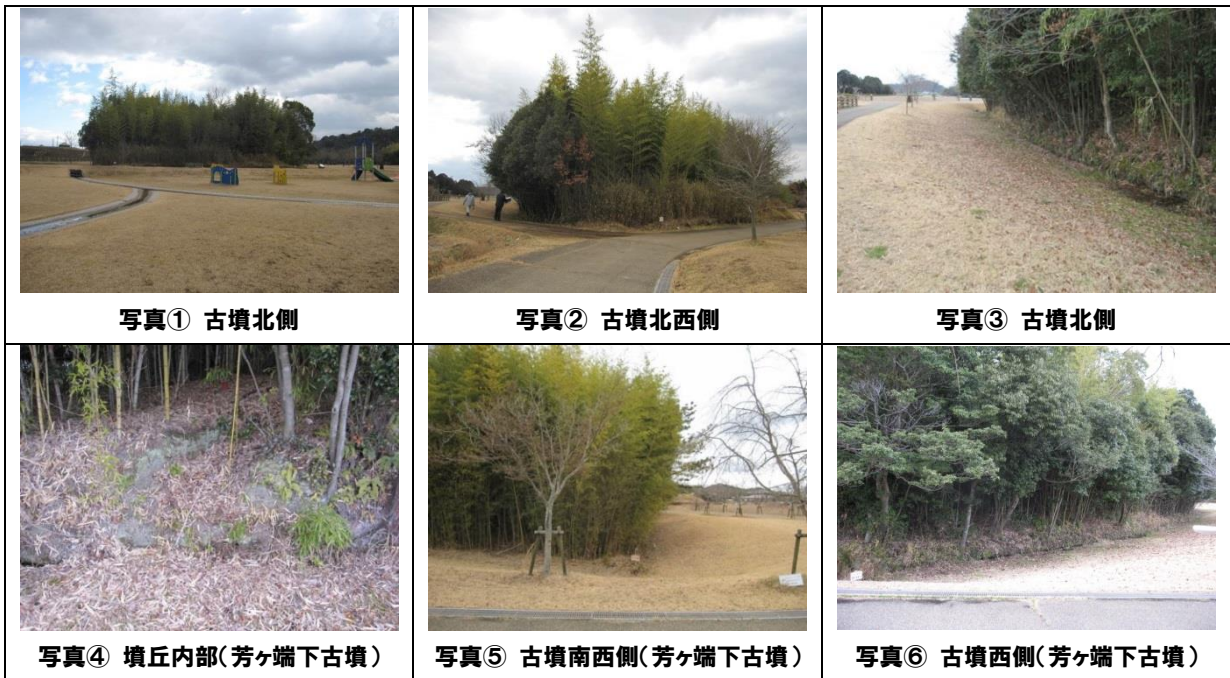 写真① 古墳北側
写真② 古墳北西側
写真③ 古墳北側
写真④ 墳丘内部(芳ヶ端下古墳)
写真⑤ 古墳南西側(芳ヶ端下古墳)
写真⑥ 古墳西側(芳ヶ端下古墳)